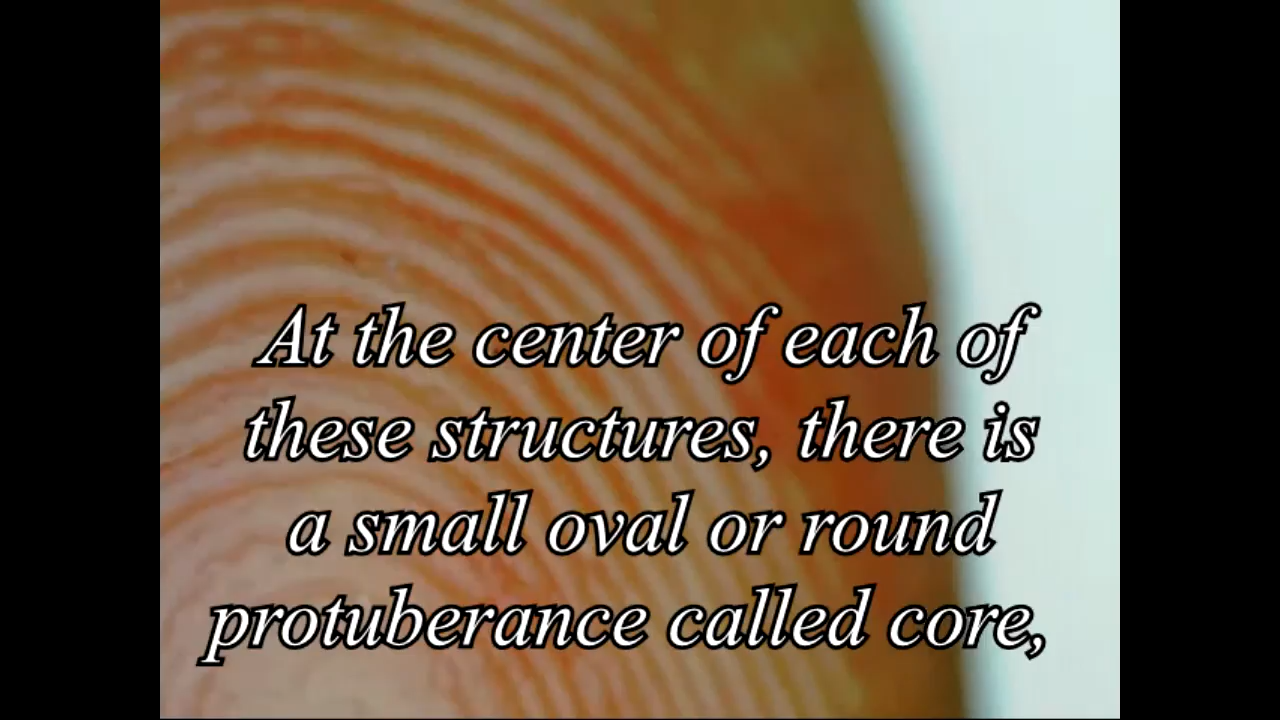 At the center of each of
these structures, there is
a small oval or round
protuberance called core,